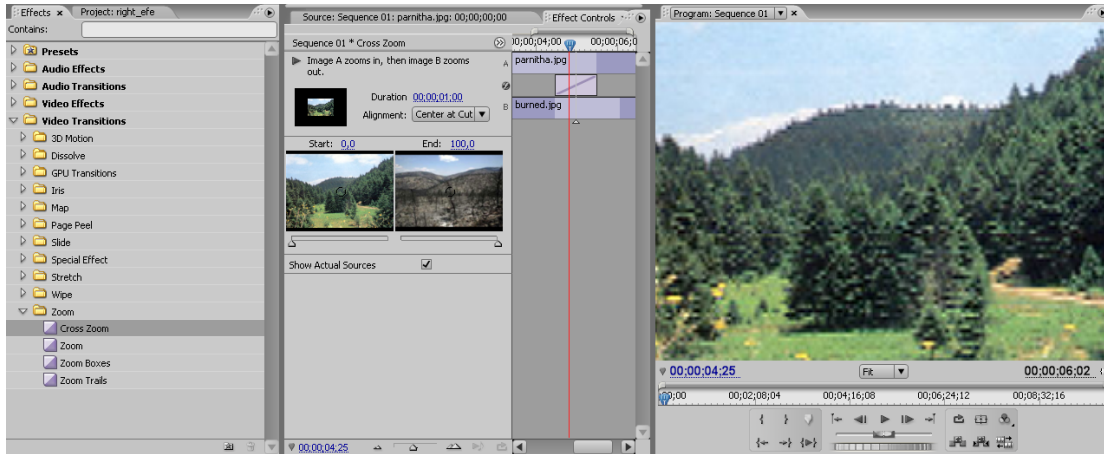 Effects × Project: right_efe
Contains:
Presets
Audio Effects
Audio Transitions
Video Effects
Video Transitions
3D Motion
Dissolve
GPU Transitions
Iris
Map
Page Peel
Slide
Special Effect
Stretch
Wipe
Zoom
Cross Zoom
Zoom
Zoom Boxes
Zoom Trails
Source: Sequence 01: parnitha.jpg: 00;00;00;00
Effect Controls
Sequence 01 * Cross Zoom
Image A zooms in, then image B zooms
out.
Duration 00;00;01;00
Alignment: Center at Cut
Start: 0,0 End: 100,0
Show Actual Sources
00;00;04;25
00;00;04;00 00;00;06;0
A parnitha.jpg
B burned.jpg
Program: Sequence 01 ×
00;00;04;25 Fit 00;00;06;02
00;00 00;02;08;04 00;04;16;08 00;06;24;12 00;08;32;16